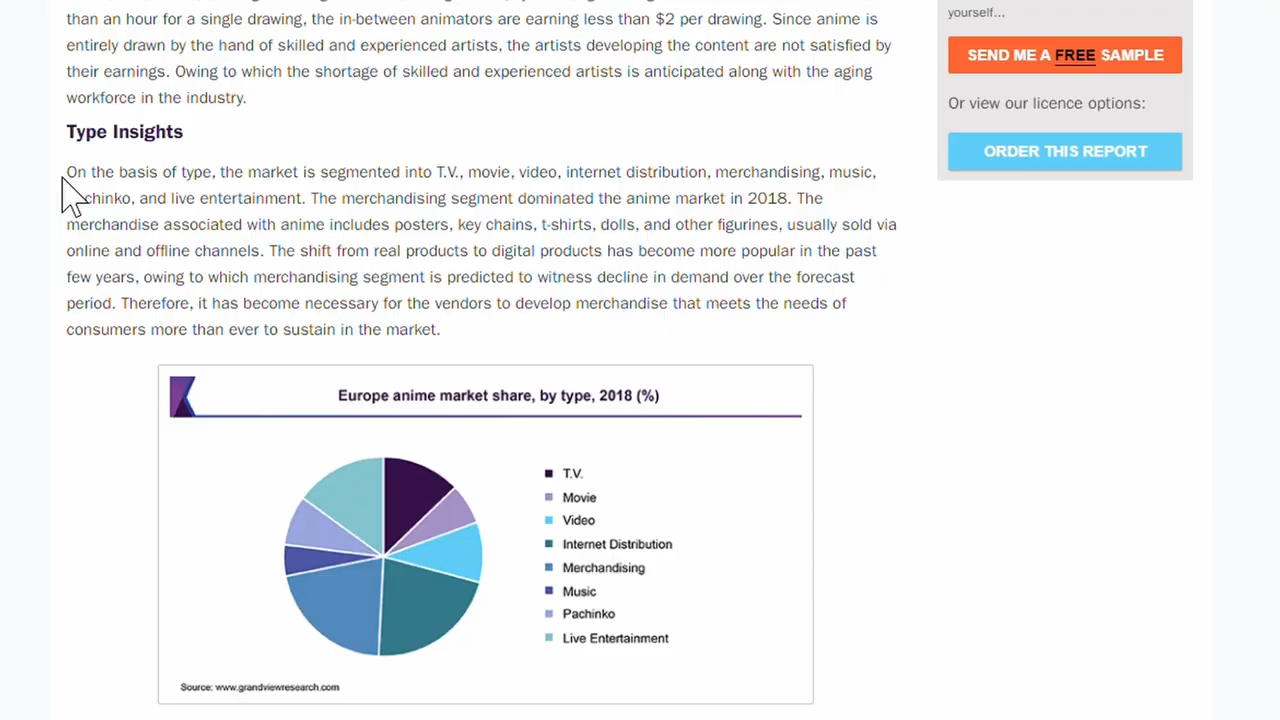 than an hour for a single drawing, the in-between animators are earning less than $2 per drawing. Since anime is
entirely drawn by the hand of skilled and experienced artists, the artists developing the content are not satisfied by
their earnings. Owing to which the shortage of skilled and experienced artists is anticipated along with the aging
workforce in the industry.
Type Insights
On the basis of type, the market is segmented into T.V., movie, video, internet distribution, merchandising, music,
chinko, and live entertainment. The merchandising segment dominated the anime market in 2018. The
merchandise associated with anime includes posters, key chains, t-shirts, dolls, and other figurines, usually sold via
online and offline channels. The shift from real products to digital products has become more popular in the past
few years, owing to which merchandising segment is predicted to witness decline in demand over the forecast
period. Therefore, it has become necessary for the vendors to develop merchandise that meets the needs of
consumers more than ever to sustain in the market.
Europe anime market share, by type, 2018 (%)
T.V.
Movie
Video
Internet Distribution
Merchandising
Music
Pachinko
Live Entertainment
Source: www.grandviewresearch.com
yourself...
SEND ME A FREE SAMPLE
Or view our licence options:
ORDER THIS REPORT